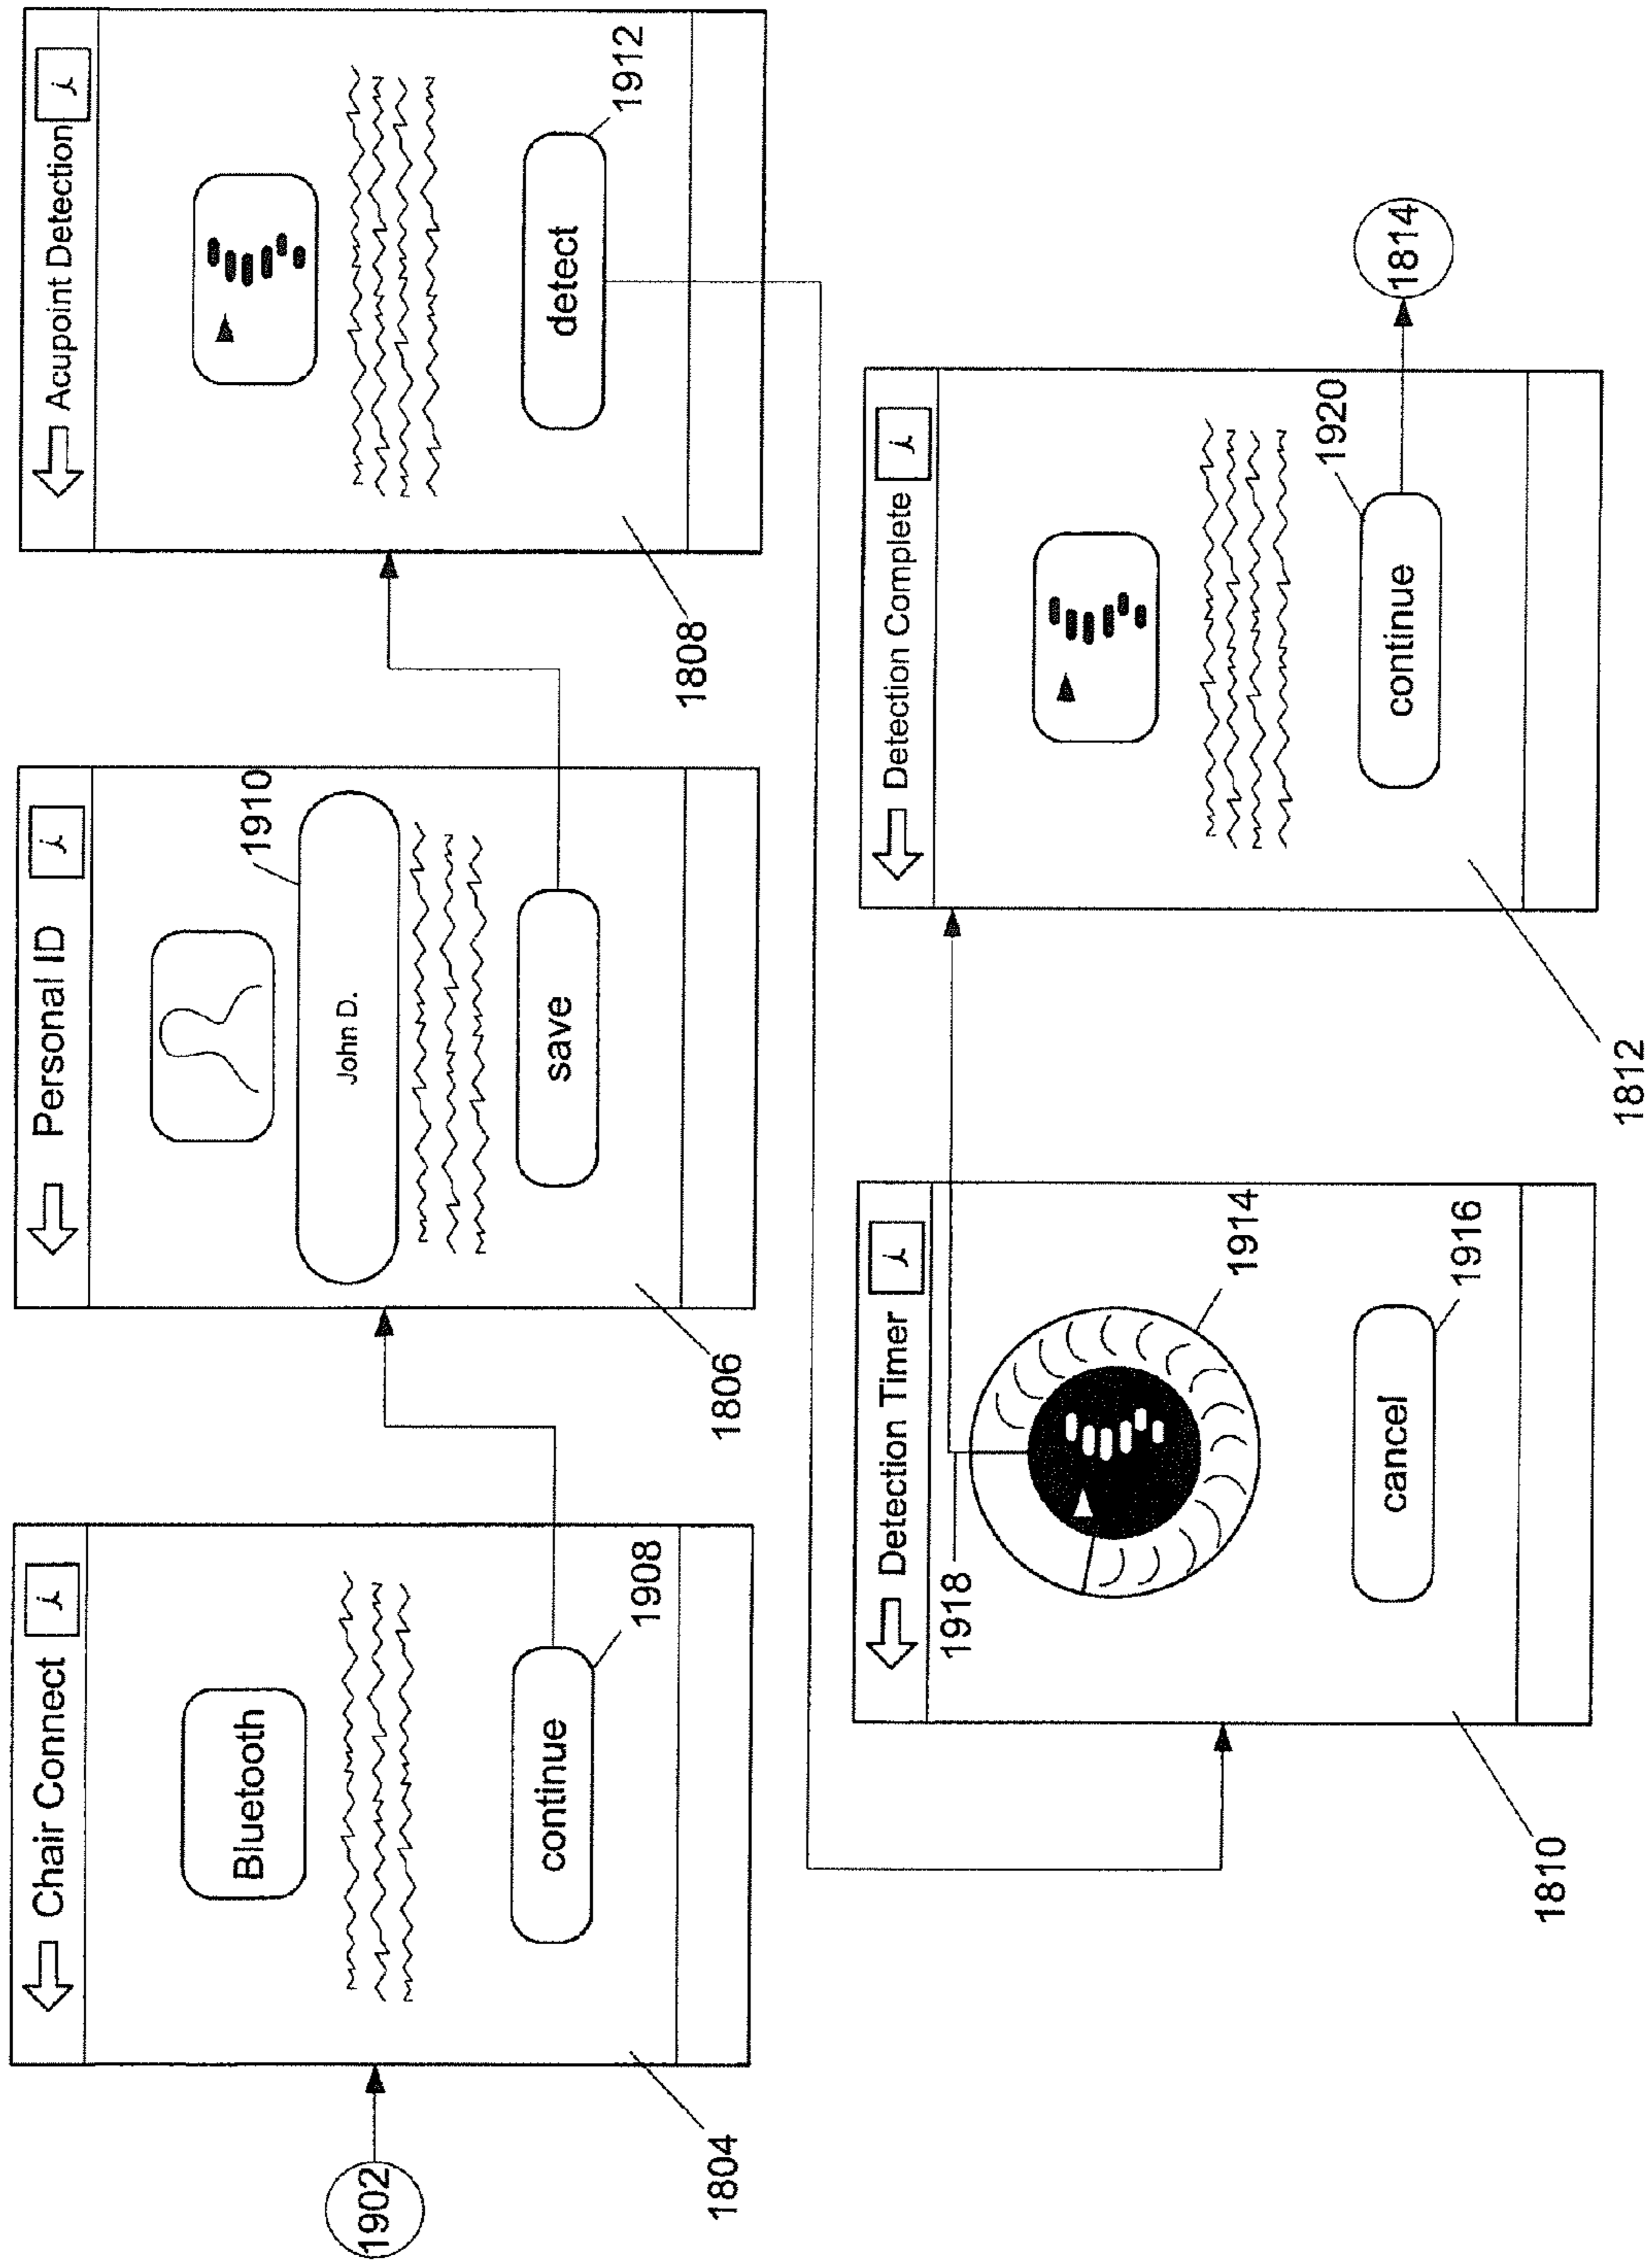 1902
Chair Connect i
Bluetooth
continue
1908
1804
Personal ID i
1910
John D.
save
1806
Acupoint Detection i
detect
1912
1808
Detection Timer i
1918
1914
cancel
1916
1810
Detection Complete i
1920
continue
1812
1814